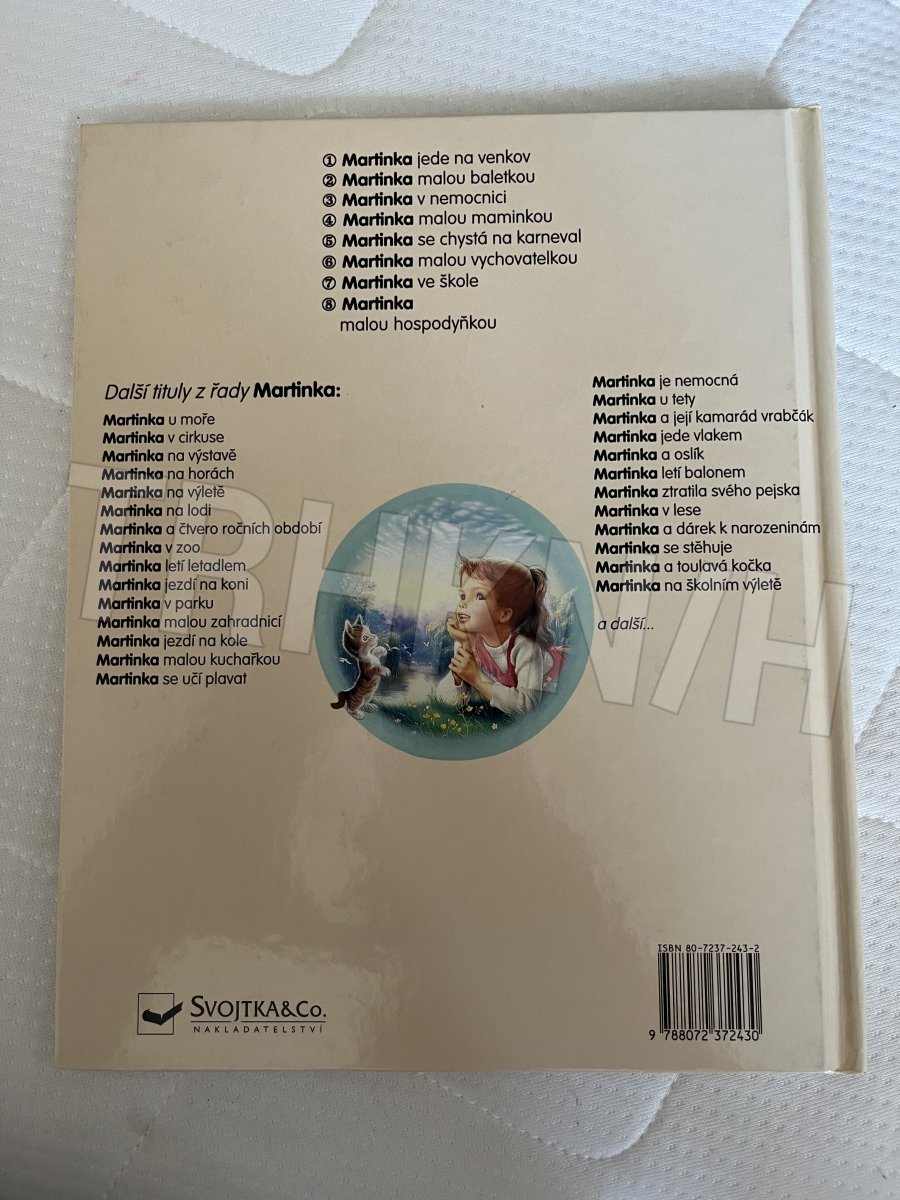 ① Martinka jede na venkov
② Martinka malou baletkou
③ Martinka v nemocnici
④ Martinka malou maminkou
⑤ Martinka se chystá na karneval
⑥ Martinka malou vychovatelkou
⑦ Martinka ve škole
⑧ Martinka
malou hospodyňkou
Další tituly z řady Martinka:
Martinka u moře
Martinka v cirkuse
Martinka na výstavě
Martinka na horách
Martinka na výletě
Martinka na lodi
Martinka a čtvero ročních období
Martinka v zoo
Martinka letí letadlem
Martinka jezdí na koni
Martinka v parku
Martinka malou zahradnicí
Martinka jezdí na kole
Martinka malou kuchařkou
Martinka se učí plavat
Martinka je nemocná
Martinka u tety
Martinka a její kamarád vrabčák
Martinka jede vlakem
Martinka a oslík
Martinka letí balonem
Martinka ztratila svého pejska
Martinka v lese
Martinka a dárek k narozeninám
Martinka se stěhuje
Martinka a toulavá kočka
Martinka na školním výletě
a další...
TRHKNIH
SVOJTKA&CO.
NAKLADATELSTVÍ
ISBN 80-7237-243-2
9 788072 372430